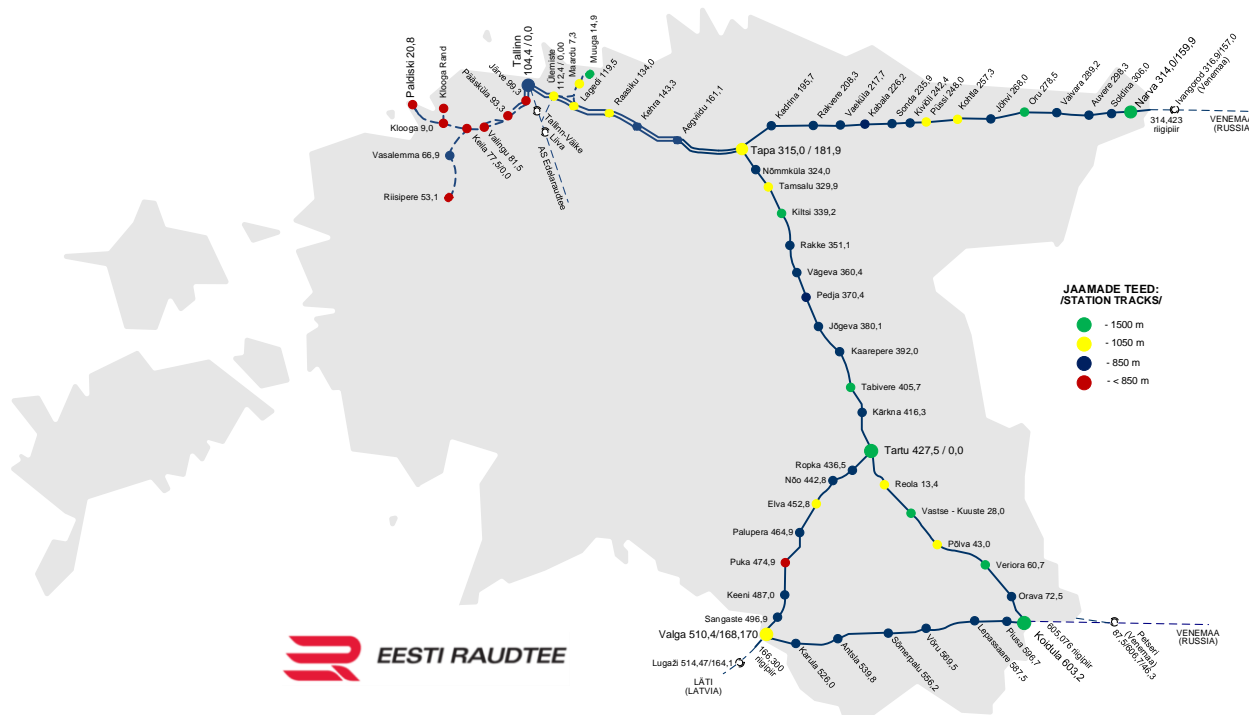 Paldiski 20,8
Klooga Rand
Klooga 9,0
Vasalemma 66,9
Riisipere 53,1
Keila 77,5/0,0
Valingu 81,5
Pääsküla 93,3
Järve 99,3
Tallinn
104,4 / 0,0
Tallinn-Väike
Liiva
AS Edelaraudtee
Ülemiste
112,4 / 0,00
Maardu 7,3
Muuga 14,9
Lagedi 119,5
Raasiku 134,0
Kehra 143,3
Aegviidu 161,1
Tapa 315,0 / 181,9
Kadrina 195,7
Rakvere 208,3
Vaeküla 217,7
Kabala 226,2
Sonda 235,9
Kiviõli 242,4
Püssi 248,0
Kohtla 257,3
Jõhvi 268,0
Oru 278,5
Vaivara 289,2
Auvere 298,3
Soldina 306,0
Narva 314,0/159,9
314,423
riigipiir
Ivangorod 316,9/157,0
(Venemaa)
VENEMAA
(RUSSIA)
Nõmmküla 324,0
Tamsalu 329,9
Kiltsi 339,2
Rakke 351,1
Vägeva 360,4
Pedja 370,4
Jõgeva 380,1
Kaarepere 392,0
Tabivere 405,7
Kärkna 416,3
Tartu 427,5 / 0,0
JAAMADE TEED:
/STATION TRACKS/
- 1500 m
- 1050 m
- 850 m
- < 850 m
Ropka 436,5
Nõo 442,8
Elva 452,8
Palupera 464,9
Puka 474,9
Keeni 487,0
Sangaste 496,9
Valga 510,4/168,170
166,300
riigipiir
Lugaži 514,47/164,1
LÄTI
(LATVIA)
Reola 13,4
Vastse - Kuuste 28,0
Põlva 43,0
Veriora 60,7
Orava 72,5
Karula 526,0
Antsla 539,8
Sõmerpalu 556,2
Võru 569,5
Lepassaare 587,5
Piusa 596,7
Koidula 603,2
605,076 riigipiir
Petseri
(Venemaa)
87,5/606,7/46,3
VENEMAA
(RUSSIA)
EESTI RAUDTEE